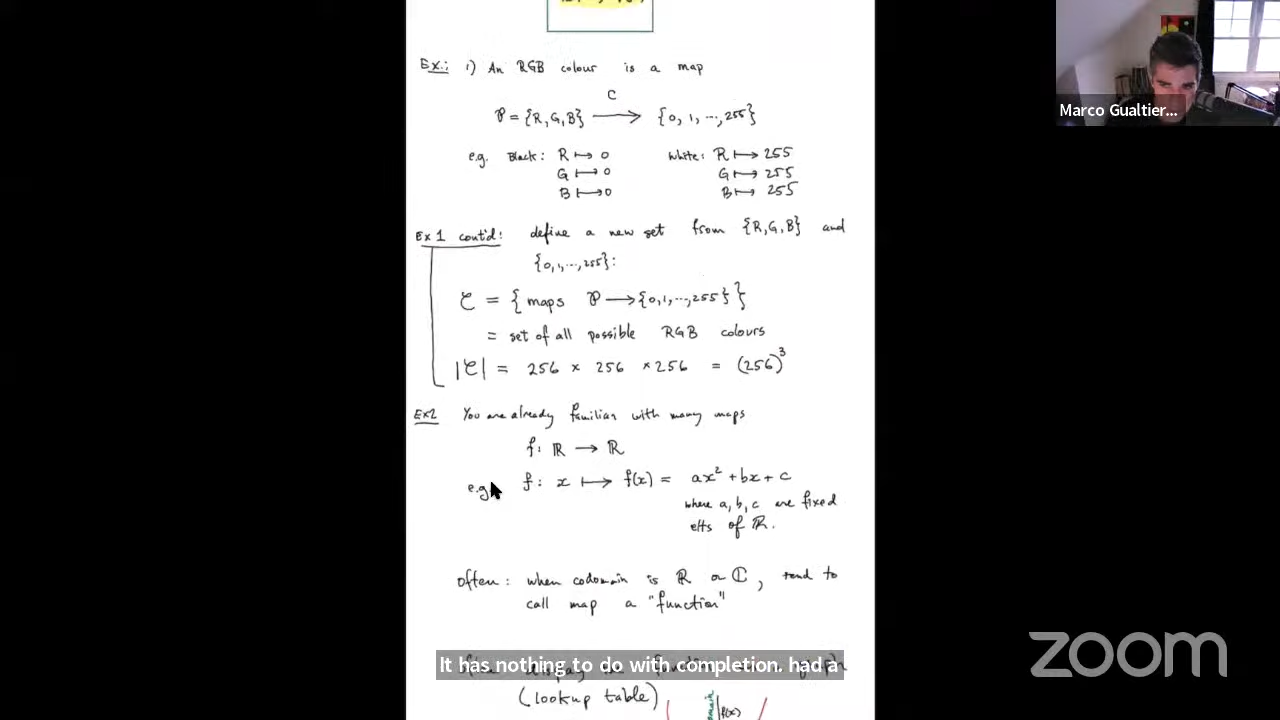 Ex.: 1) An RGB colour is a map
C
P = {R,G,B} ⟶ {0, 1, ..., 255}
e.g. Black: R ↦ 0 White: R ↦ 255
G ↦ 0 G ↦ 255
B ↦ 0 B ↦ 255
Ex 1 cont'd: define a new set from {R,G,B} and
{0,1,...,255}:
C = { maps P ⟶ {0,1,...,255} }
= set of all possible RGB colours
|C| = 256 × 256 × 256 = (256)³
Ex2 You are already familiar with many maps
f: ℝ → ℝ
e.g. f: x ↦ f(x) = ax² + bx + c
where a, b, c are fixed
elts of ℝ.
often: when codomain is ℝ or ℂ, tend to
call map a "function"
It has nothing to do with completion. had a
(lookup table)
f(x)
Marco Gualtier...
zoom